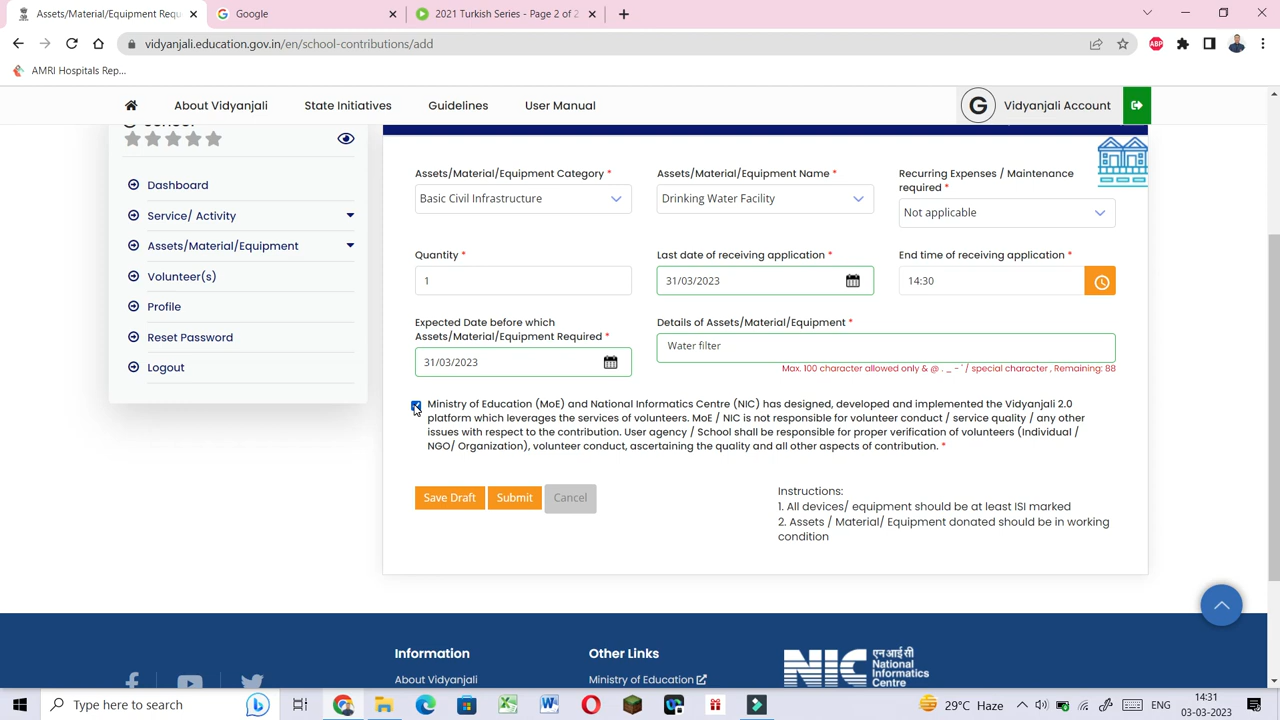 Assets/Material/Equipment Requ
Google
2021 Turkish Series - Page 2 of 2
vidyanjali.education.gov.in/en/school-contributions/add
ABP
AMRI Hospitals Rep...
About Vidyanjali
State Initiatives
Guidelines
User Manual
G
Vidyanjali Account
Dashboard
Service/ Activity
Assets/Material/Equipment
Volunteer(s)
Profile
Reset Password
Logout
Assets/Material/Equipment Category *
Basic Civil Infrastructure
Assets/Material/Equipment Name *
Drinking Water Facility
Recurring Expenses / Maintenance
required *
Not applicable
Quantity *
1
Last date of receiving application *
31/03/2023
End time of receiving application *
14:30
Expected Date before which
Assets/Material/Equipment Required *
31/03/2023
Details of Assets/Material/Equipment *
Water filter
Max. 100 character allowed only & @ . _ - ' / special character , Remaining: 88
Ministry of Education (MoE) and National Informatics Centre (NIC) has designed, developed and implemented the Vidyanjali 2.0
platform which leverages the services of volunteers. MoE / NIC is not responsible for volunteer conduct / service quality / any other
issues with respect to the contribution. User agency / School shall be responsible for proper verification of volunteers (Individual /
NGO/ Organization), volunteer conduct, ascertaining the quality and all other aspects of contribution. *
Save Draft
Submit
Cancel
Instructions:
1. All devices/ equipment should be at least ISI marked
2. Assets / Material/ Equipment donated should be in working
condition
Information
About Vidyanjali
Other Links
Ministry of Education
NIC
एन आई सी
National
Informatics
Centre
Type here to search
29°C Haze
ENG
14:31
03-03-2023